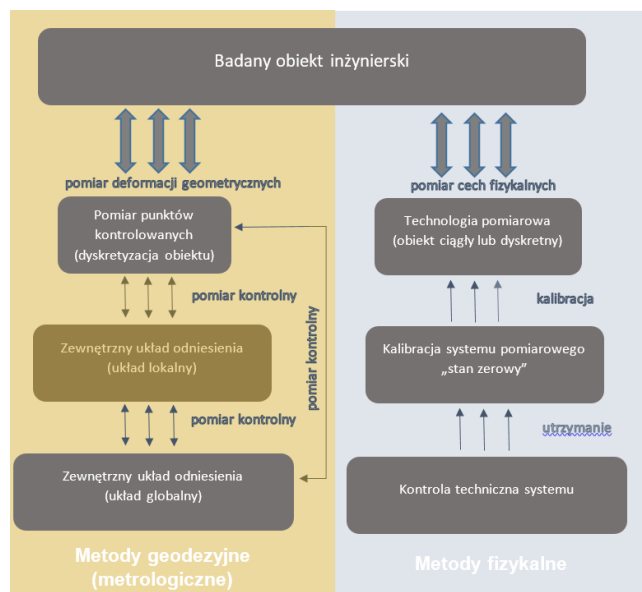 Badany obiekt inżynierski
pomiar deformacji geometrycznych
Pomiar punktów
kontrolowanych
(dyskretyzacja obiektu)
pomiar kontrolny
Zewnętrzny układ odniesienia
(układ lokalny)
pomiar kontrolny
Zewnętrzny układ odniesienia
(układ globalny)
pomiar kontrolny
Metody geodezyjne
(metrologiczne)
pomiar cech fizykalnych
Technologia pomiarowa
(obiekt ciągły lub dyskretny)
kalibracja
Kalibracja systemu pomiarowego
„stan zerowy”
utrzymanie
Kontrola techniczna systemu
Metody fizykalne